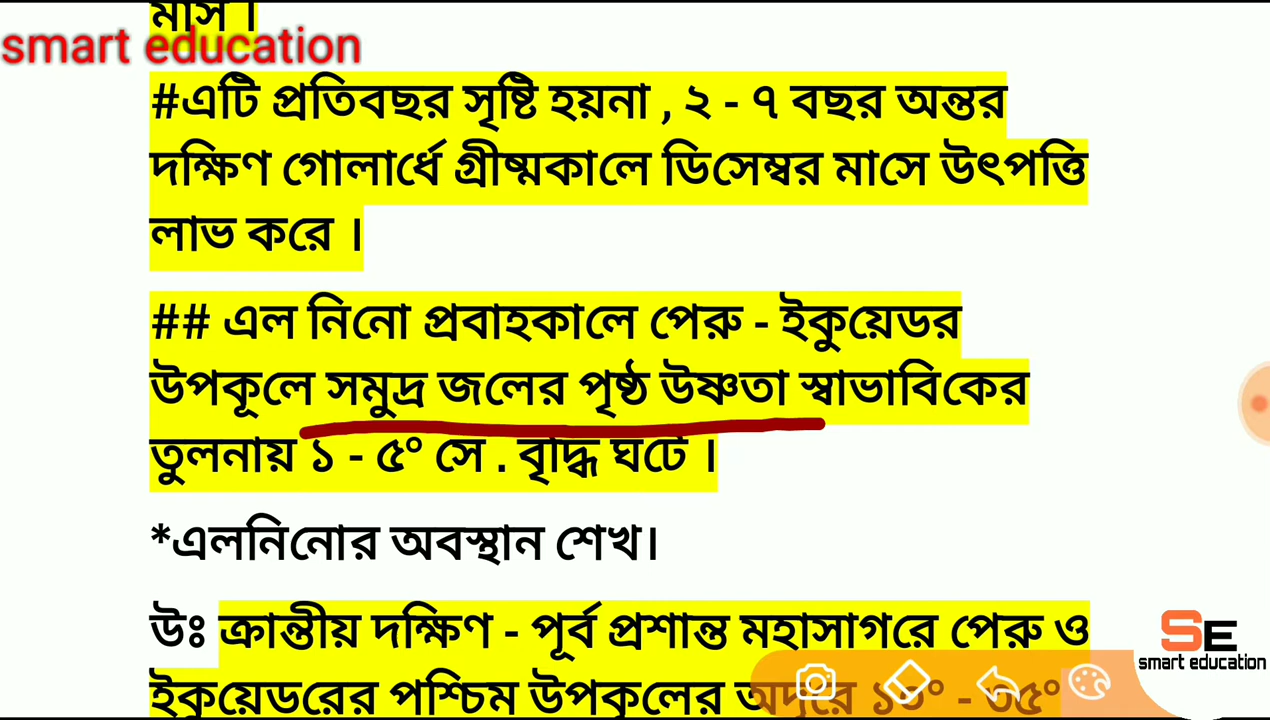 মাস ।
smart education
#এটি প্রতিবছর সৃষ্টি হয়না , ২ - ৭ বছর অন্তর
দক্ষিণ গোলার্ধে গ্রীষ্মকালে ডিসেম্বর মাসে উৎপত্তি
লাভ করে ।
## এল নিনো প্রবাহকালে পেরু - ইকুয়েডর
উপকূলে সমুদ্র জলের পৃষ্ঠ উষ্ণতা স্বাভাবিকের
তুলনায় ১ - ৫° সে . বৃদ্ধি ঘটে ।
*এলনিনোর অবস্থান শেখ।
উঃ ক্রান্তীয় দক্ষিণ - পূর্ব প্রশান্ত মহাসাগরে পেরু ও
ইকুয়েডরের পশ্চিম উপকূলের অদূরে - ৩৫°
SE
smart education